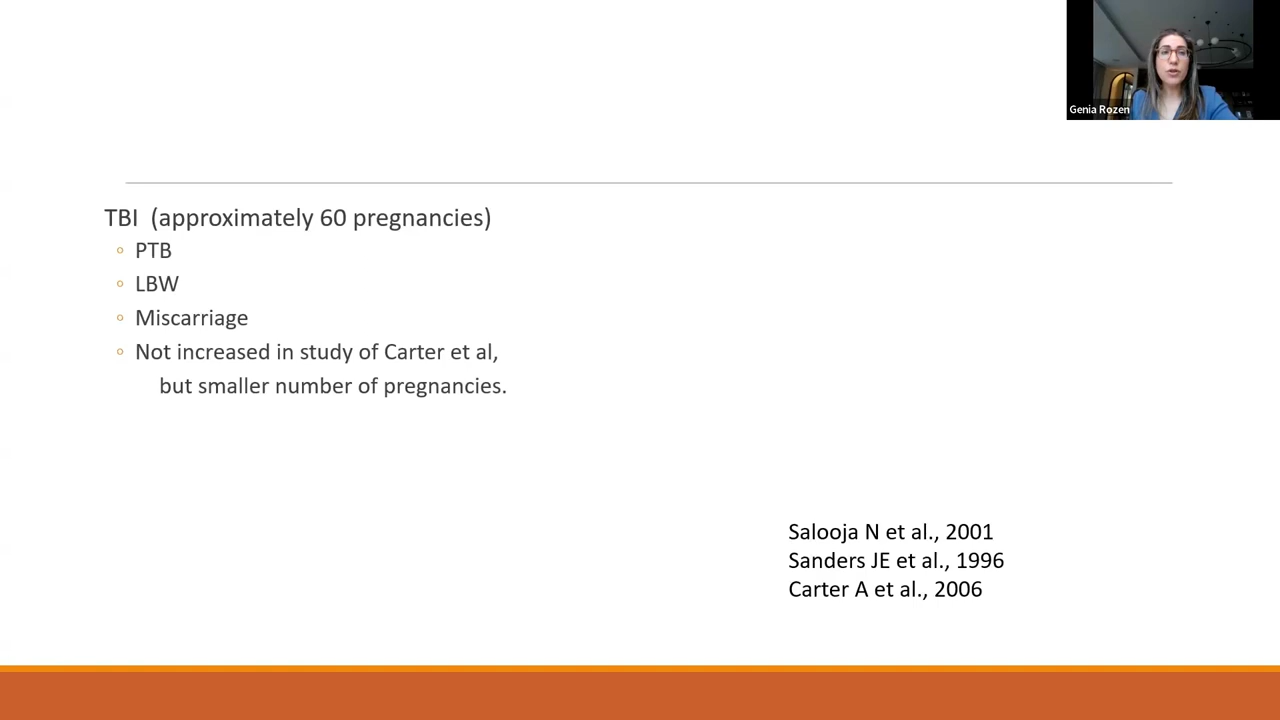 Genia Rozen
TBI (approximately 60 pregnancies)
◦ PTB
◦ LBW
◦ Miscarriage
◦ Not increased in study of Carter et al,
but smaller number of pregnancies.
Salooja N et al., 2001
Sanders JE et al., 1996
Carter A et al., 2006